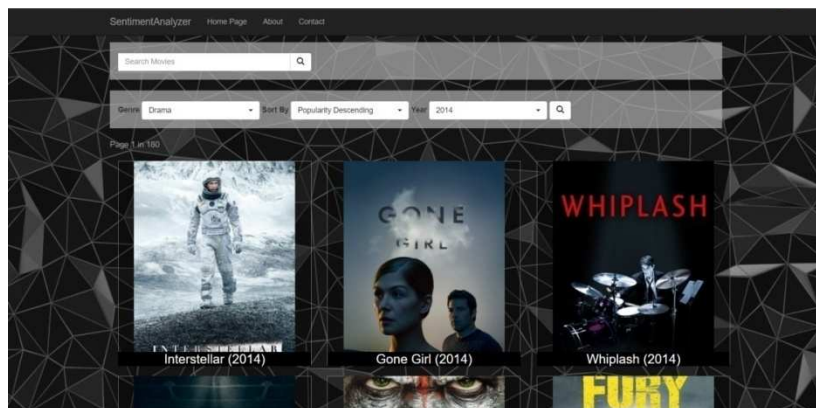 SentimentAnalyzer Home Page About Contact
Search Movies
Genre Drama Sort By Popularity Descending Year 2014
Page 1 in 180
GONE
GIRL
WHIPLASH
INTERSTELLAR
Interstellar (2014) Gone Girl (2014) Whiplash (2014)
FURY